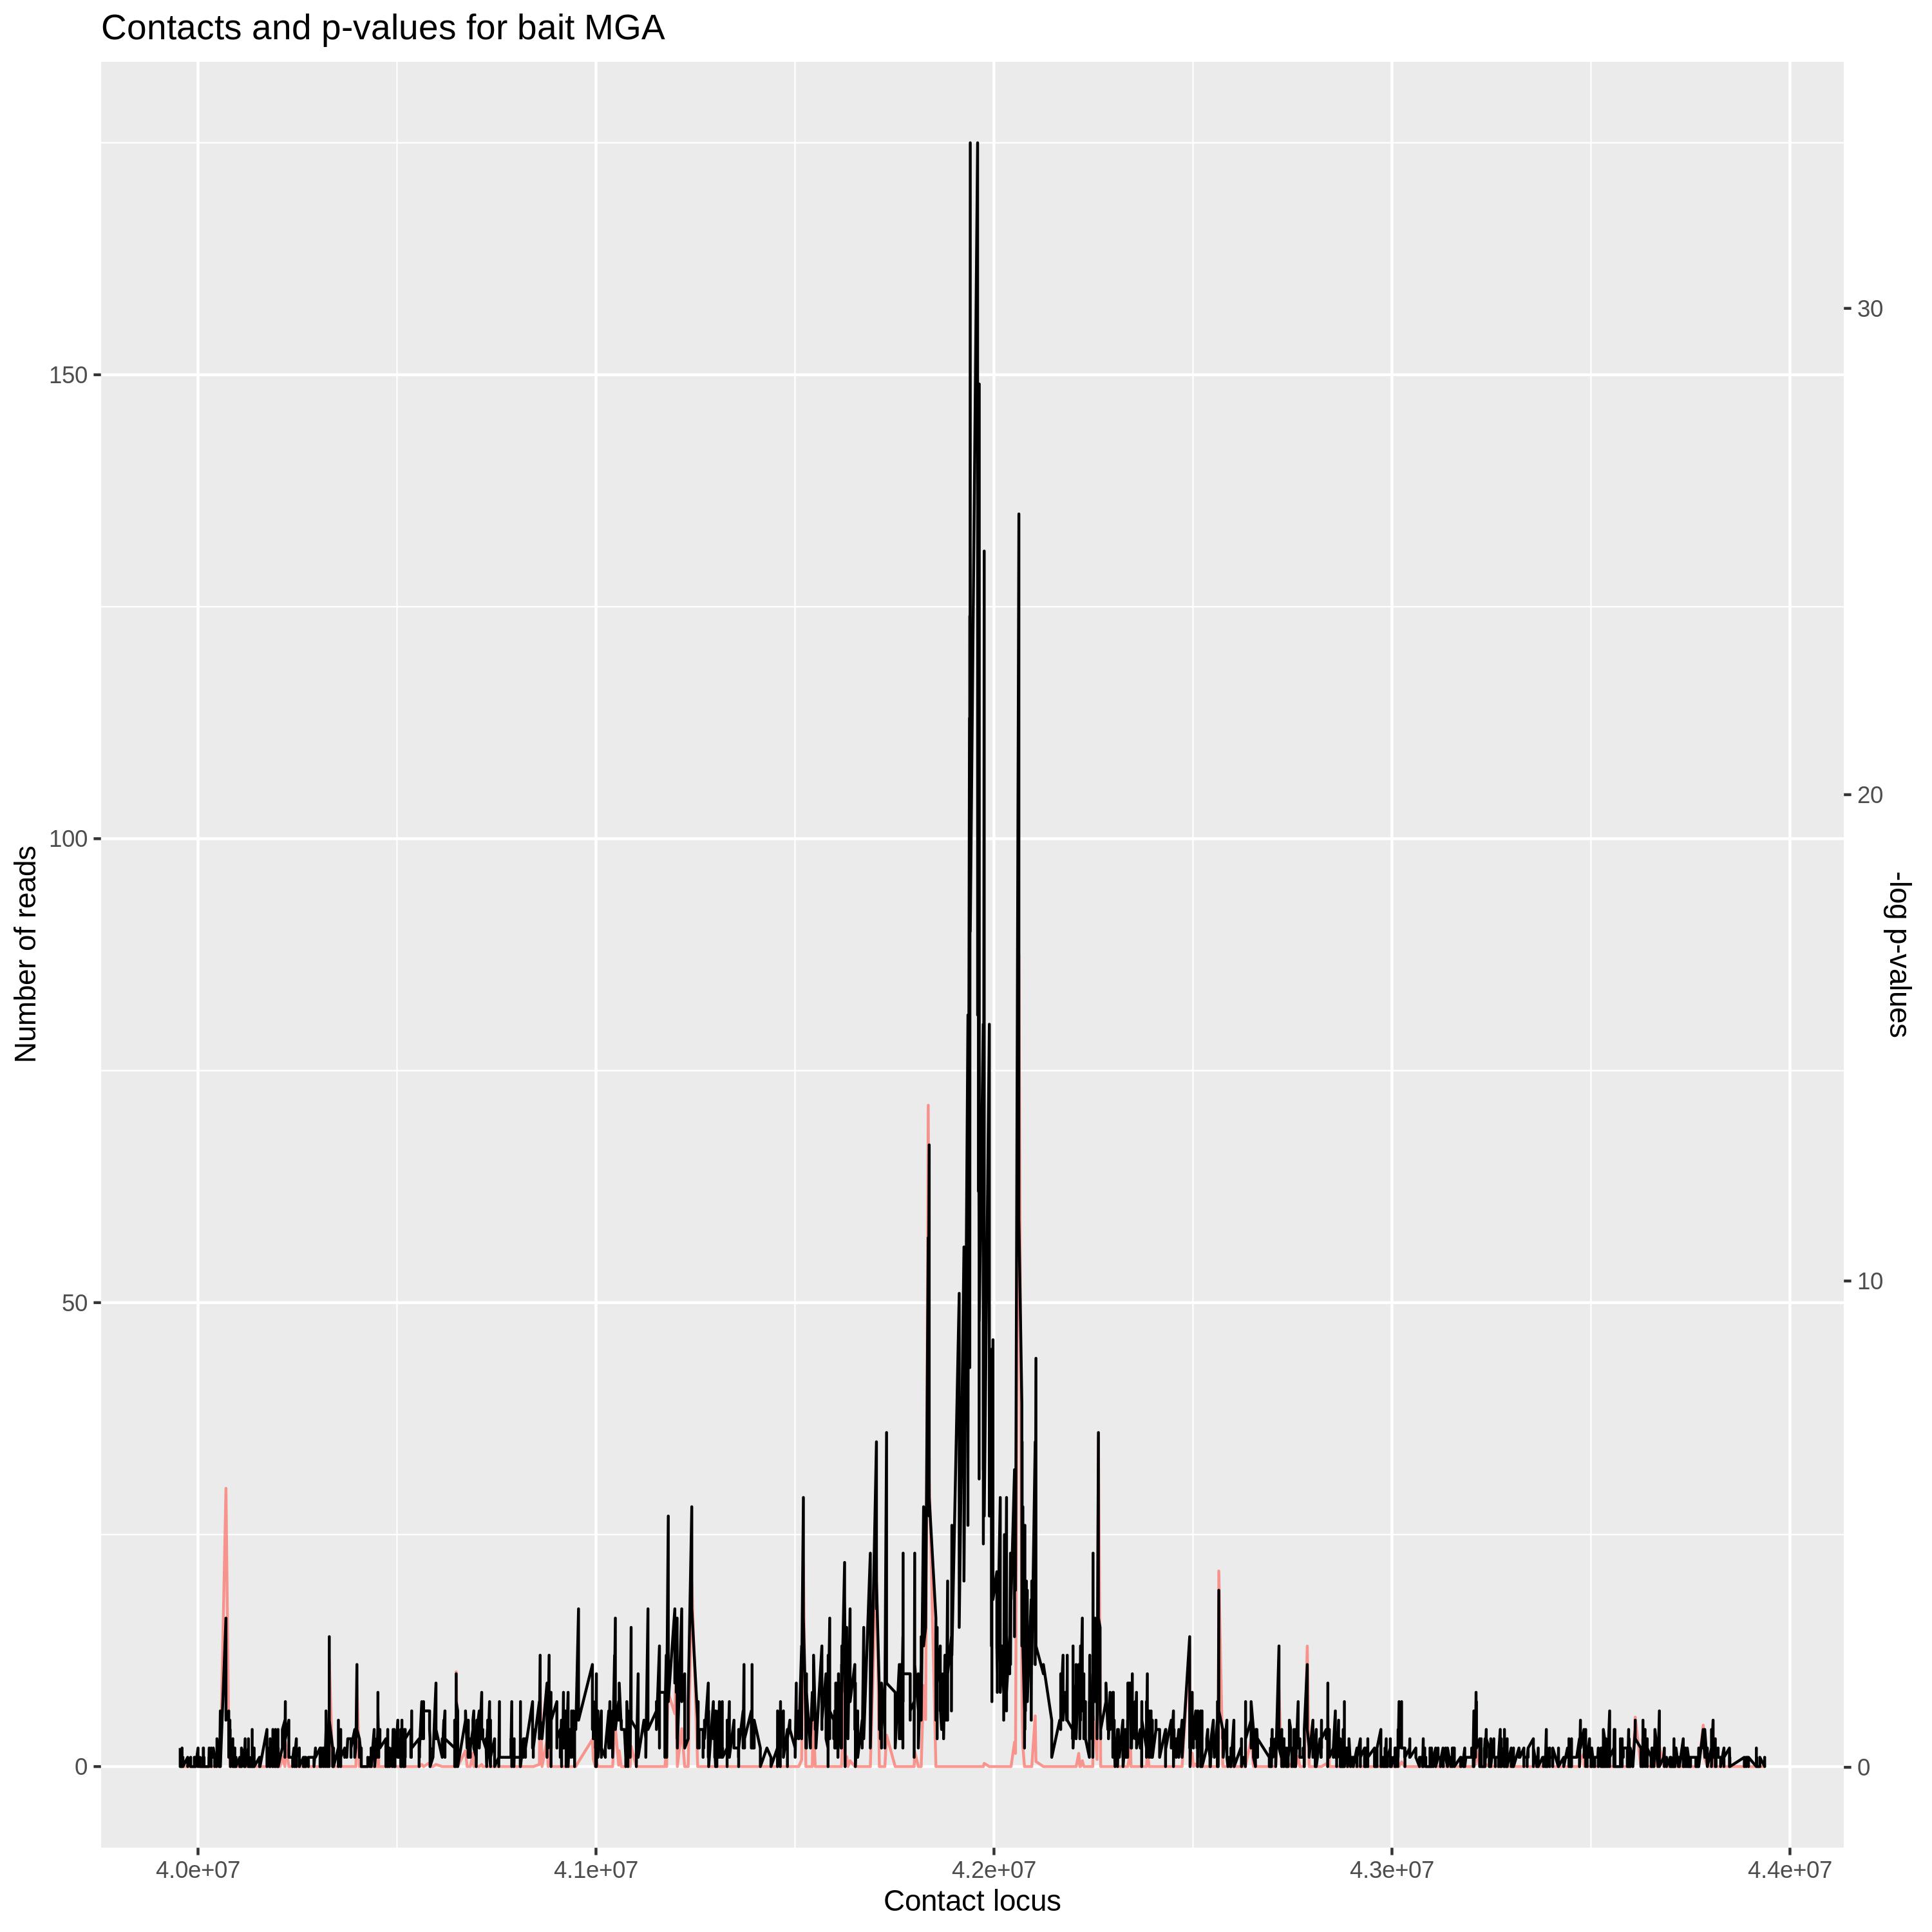 Contacts and p-values for bait MGA
150
100
50
0
Number of reads
30
20
10
0
-log p-values
4.0e+07
4.1e+07
4.2e+07
4.3e+07
4.4e+07
Contact locus